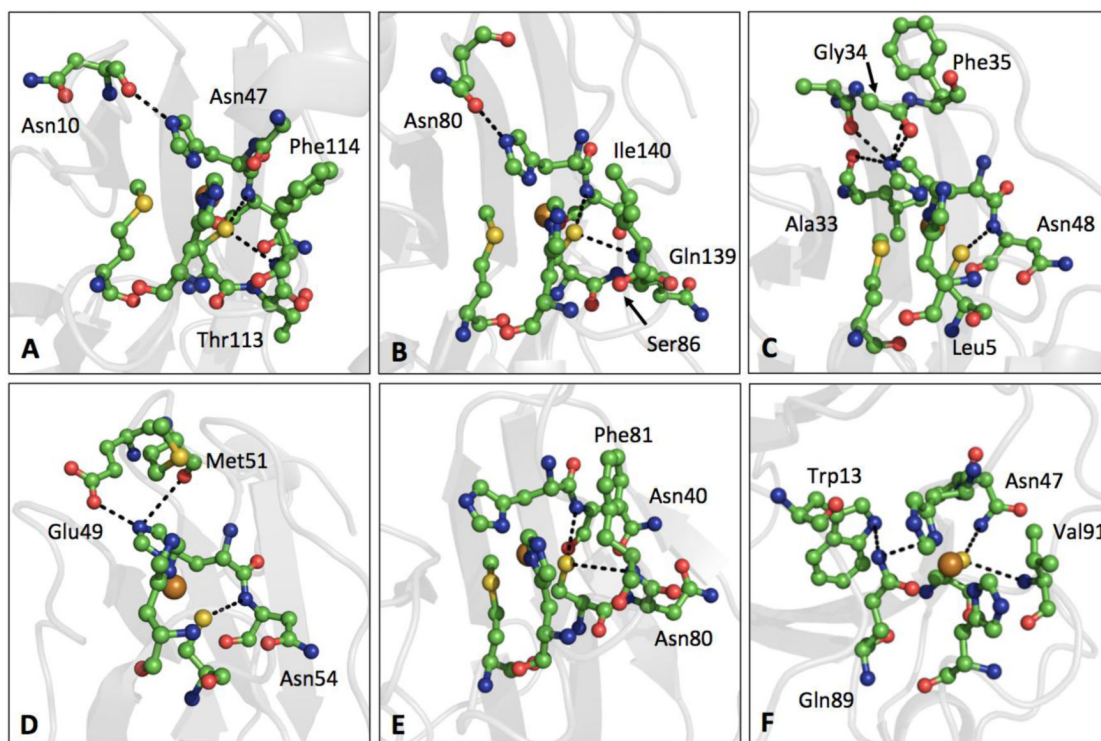 Asn10
Asn47
Phe114
Thr113
A
Asn80
Ile140
Gln139
Ser86
B
Gly34
Phe35
Ala33
Asn48
Leu5
C
Met51
Glu49
Asn54
D
Phe81
Asn40
Asn80
E
Trp13
Asn47
Val91
Gln89
F